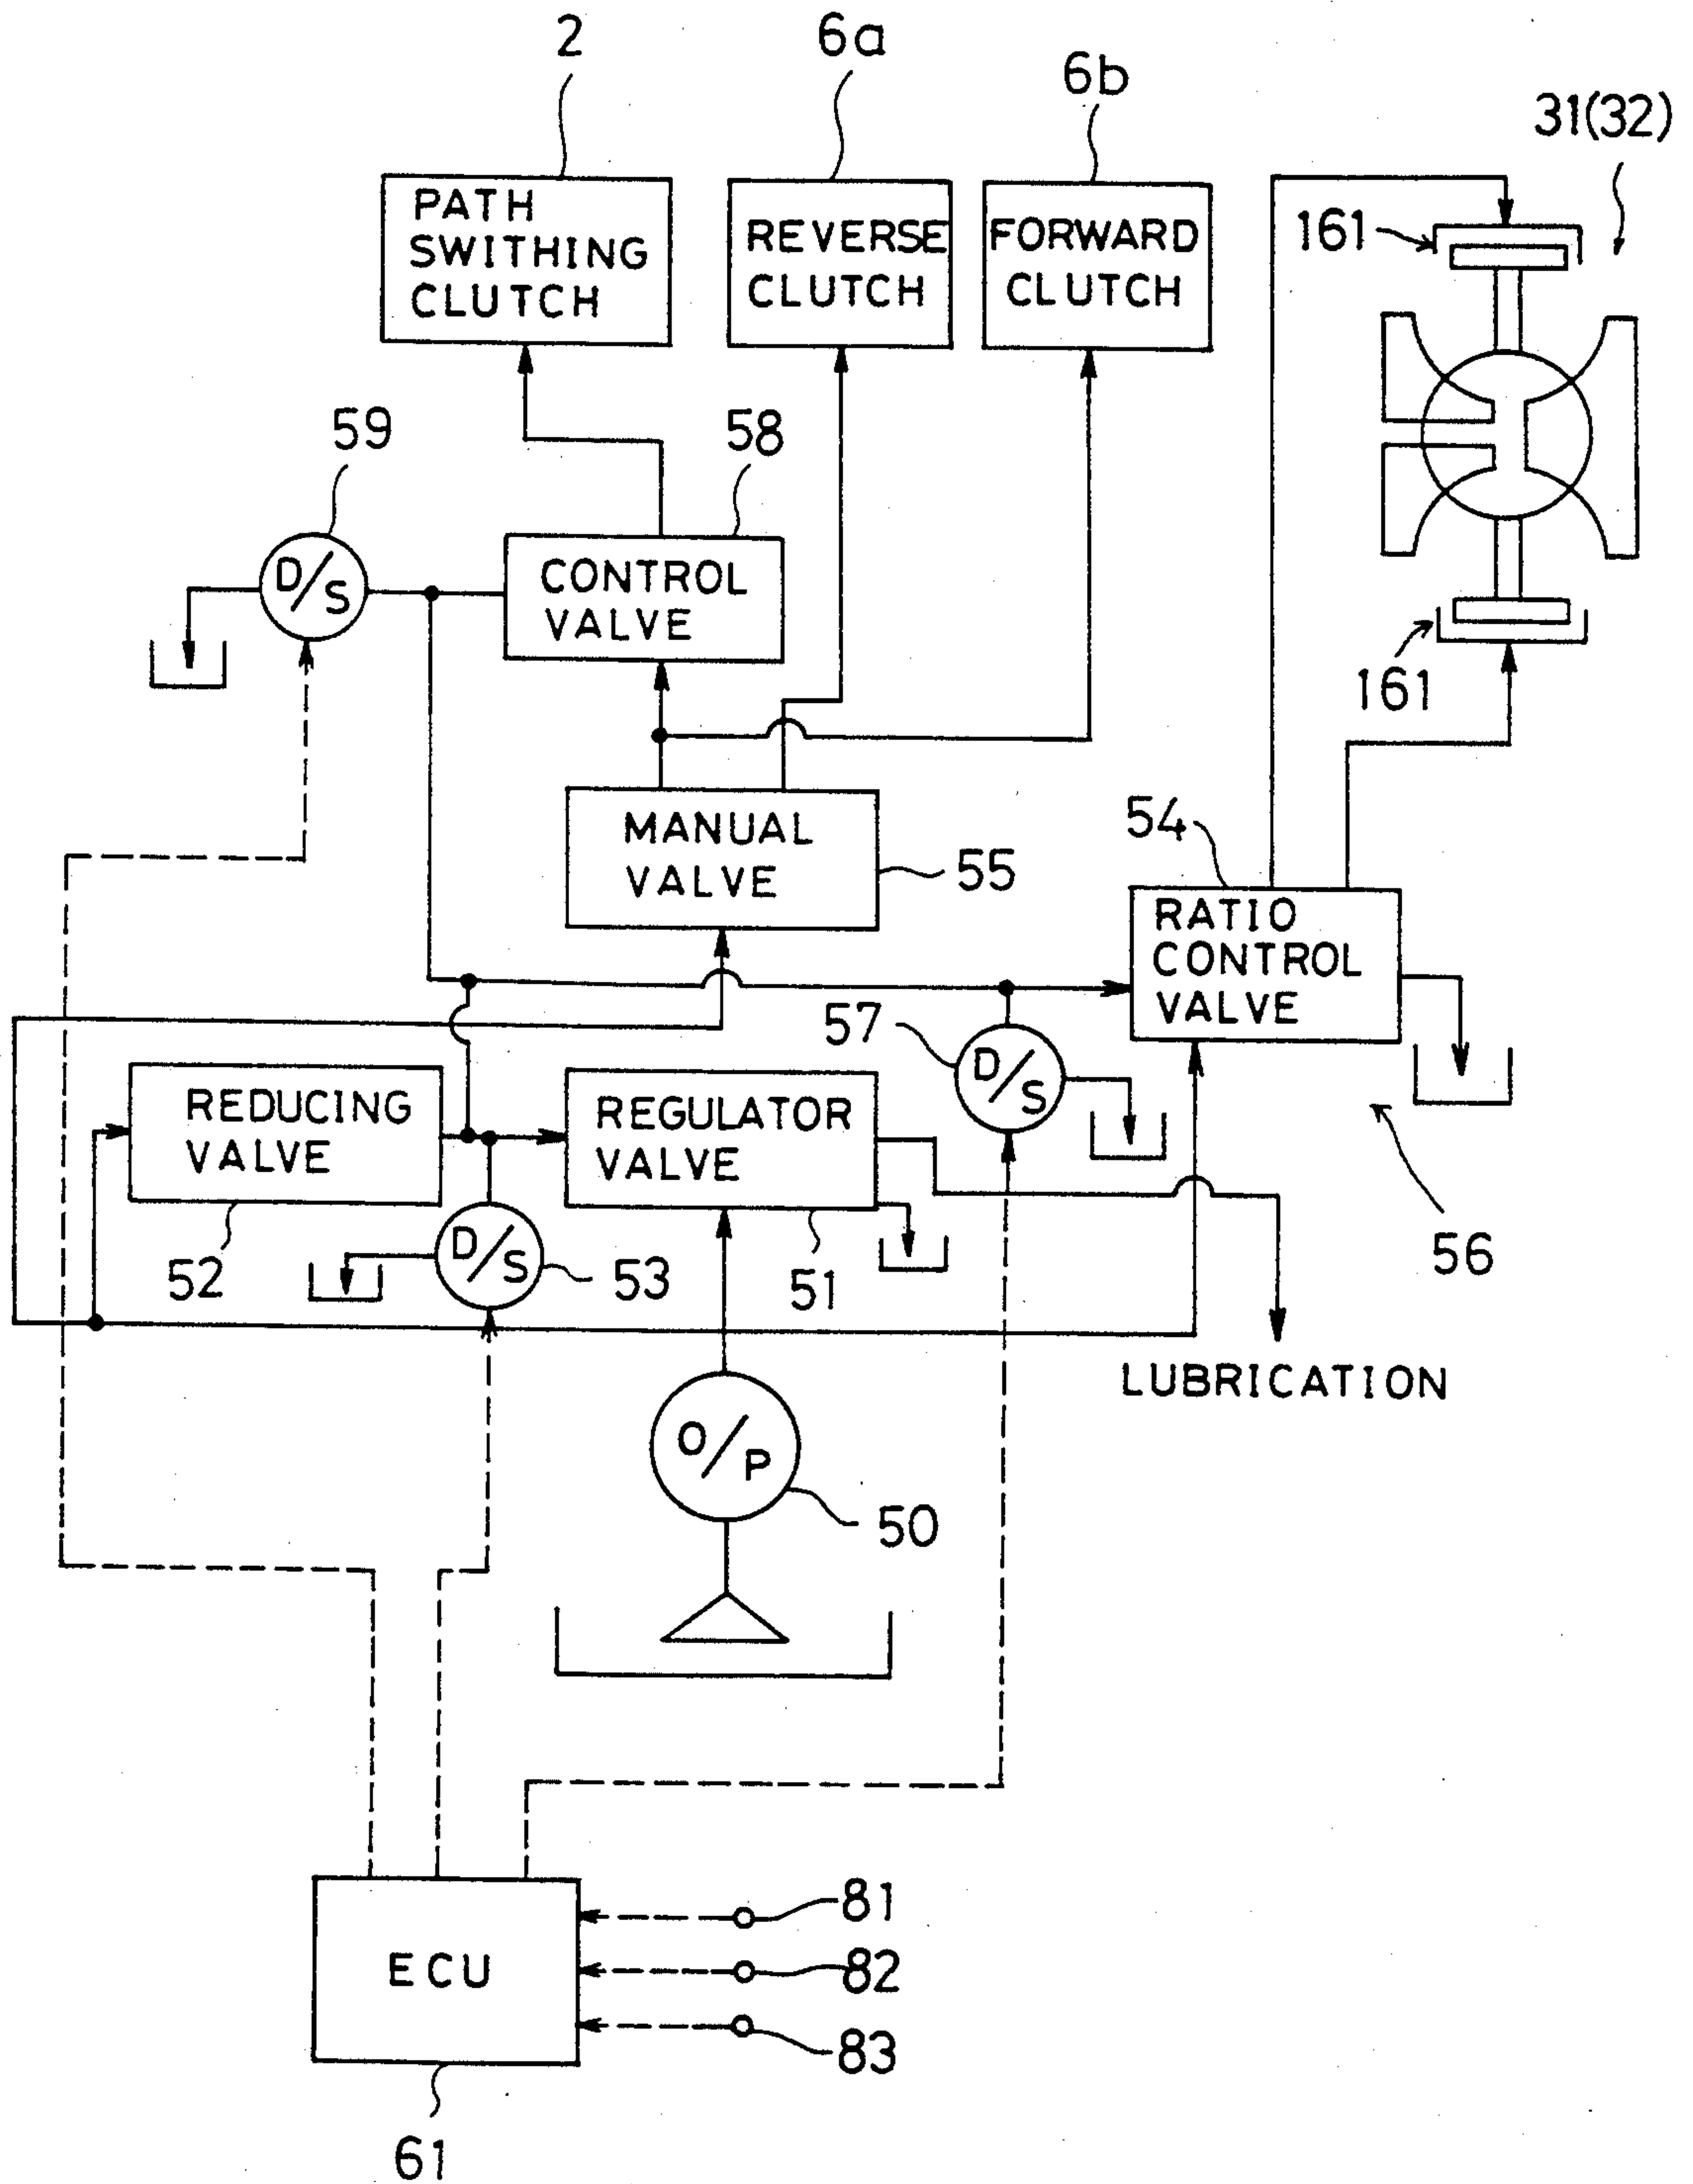 2
6a
6b
31(32)
PATH
SWITHING
CLUTCH
REVERSE
CLUTCH
FORWARD
CLUTCH
161
59
58
D/S
CONTROL
VALVE
161
MANUAL
VALVE
55
54
RATIO
CONTROL
VALVE
57
D/S
REDUCING
VALVE
REGULATOR
VALVE
52
D/S
53
51
56
LUBRICATION
O/P
50
ECU
81
82
83
61